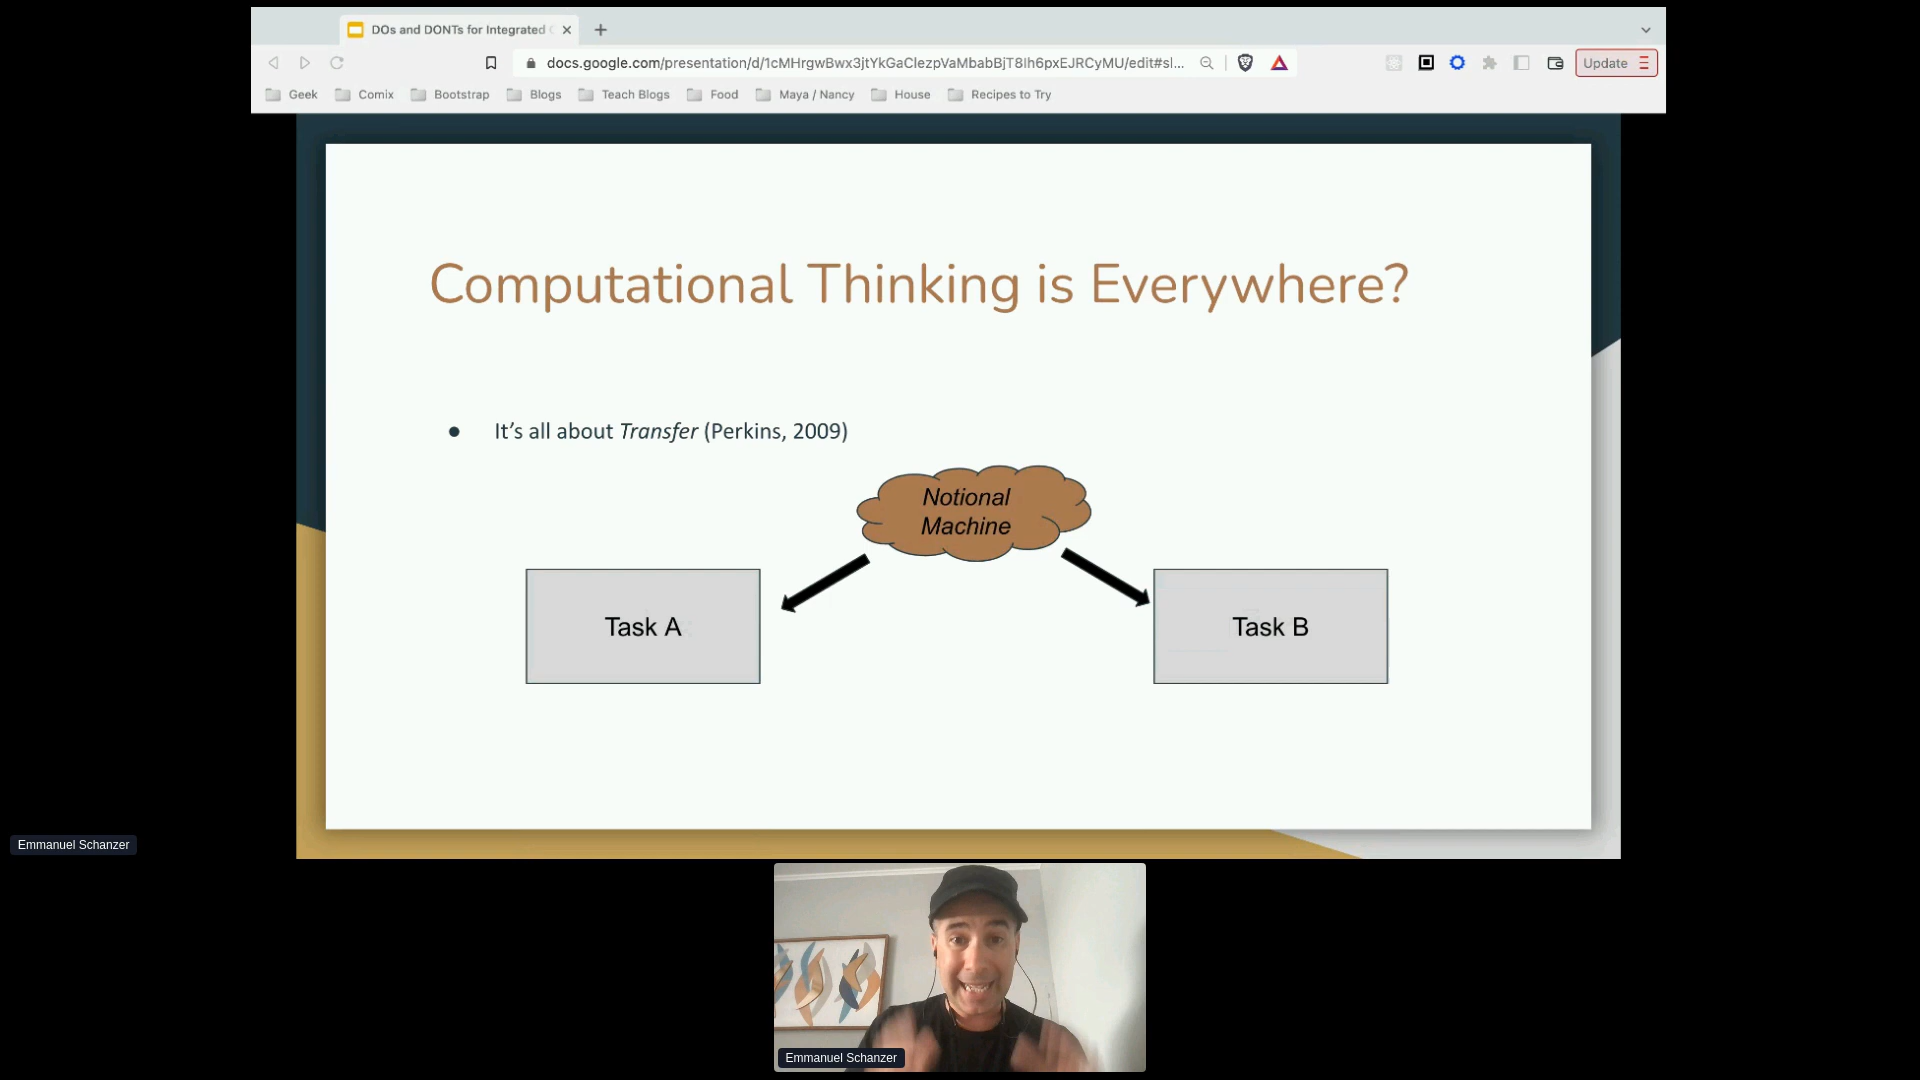 DOs and DONTs for Integrated
docs.google.com/presentation/d/1cMHrgwBwx3jtYkGaClezpVaMbabBjT8lh6pxEJRCyMU/edit#sl...
Update
Geek
Comix
Bootstrap
Blogs
Teach Blogs
Food
Maya / Nancy
House
Recipes to Try
Computational Thinking is Everywhere?
● It's all about Transfer (Perkins, 2009)
Notional
Machine
Task A
Task B
Emmanuel Schanzer
Emmanuel Schanzer